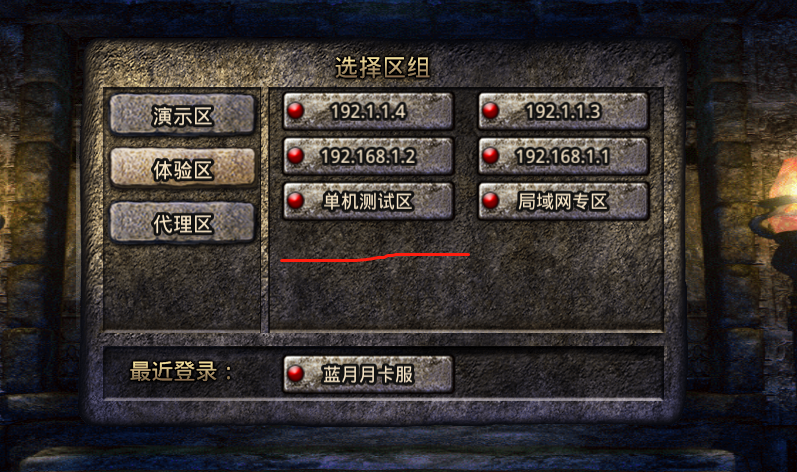 选择区组
演示区
体验区
代理区
192.1.1.4
192.1.1.3
192.168.1.2
192.168.1.1
单机测试区
局域网专区
最近登录：
蓝月月卡服